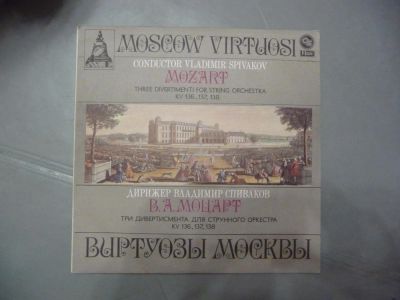 MOSCOW VIRTUOSI
CONDUCTOR VLADIMIR SPIVAKOV
MOZART
THREE DIVERTIMENTI FOR STRING ORCHESTRA
KV 136, 137, 138
ДИРИЖЕР ВЛАДИМИР СПИВАКОВ
В.А.МОЦАРТ
ТРИ ДИВЕРТИСМЕНТА ДЛЯ СТРУННОГО ОРКЕСТРА
KV 136, 137, 138
ВИРТУОЗЫ МОСКВЫ